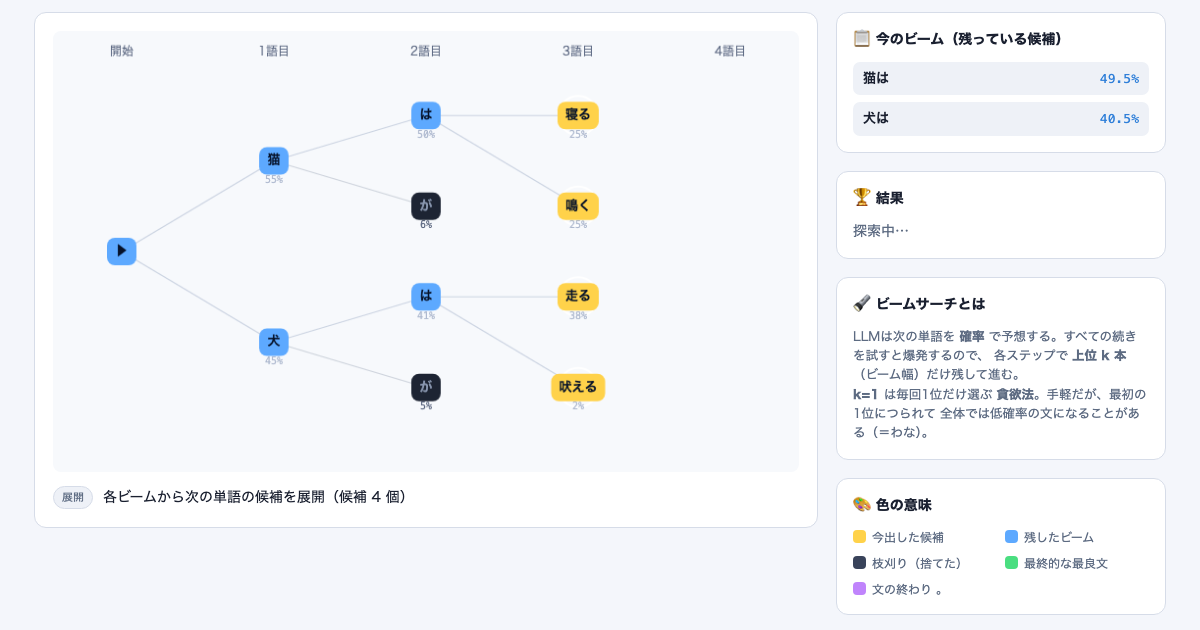 開始 1語目 2語目 3語目 4語目
は
50%
寝る
25%
猫
55%
が
6%
鳴く
25%
は
41%
走る
38%
犬
45%
が
5%
吠える
2%
展開 各ビームから次の単語の候補を展開（候補 4 個）
📋 今のビーム（残っている候補）
猫は 49.5%
犬は 40.5%
🏆 結果
探索中…
🔦 ビームサーチとは
LLMは次の単語を 確率 で予想する。すべての続き
を試すと爆発するので、 各ステップで 上位 k 本
（ビーム幅）だけ残して進む。
k=1 は毎回1位だけ選ぶ 貪欲法。手軽だが、最初の
1位につられて 全体では低確率の文になることがあ
る（＝わな）。
🎨 色の意味
今出した候補 残したビーム
枝刈り（捨てた） 最終的な最良文
文の終わり 。